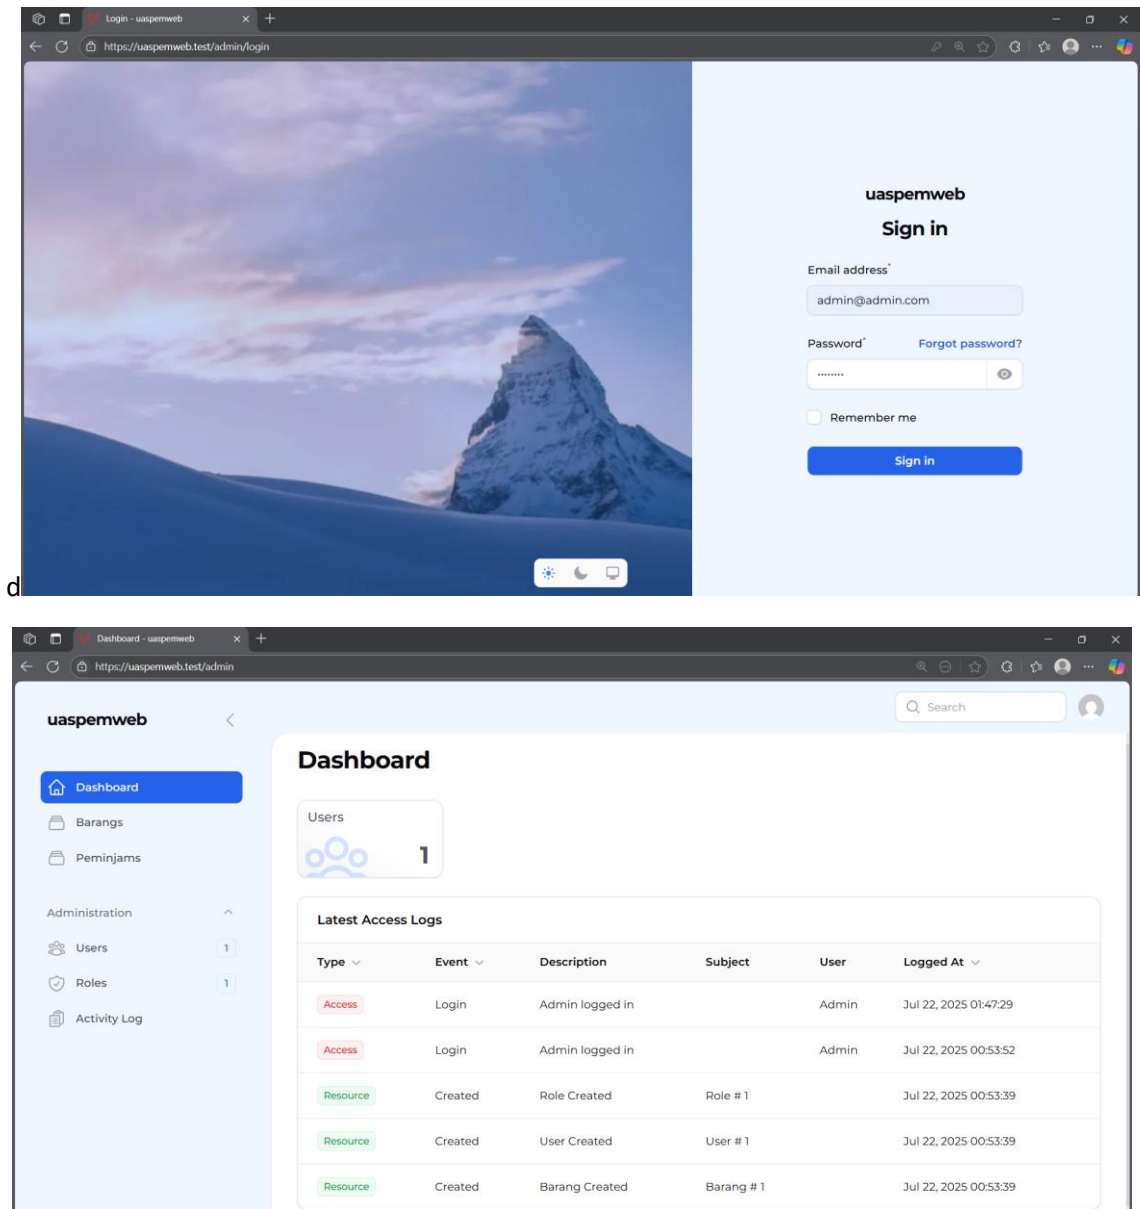 Login - uaspemweb
https://uaspemweb.test/admin/login
uaspemweb
Sign in
Email address*
admin@admin.com
Password* Forgot password?
........
Remember me
Sign in
d
Dashboard - uaspemweb
https://uaspemweb.test/admin
uaspemweb
Search
Dashboard
Dashboard
Barangs
Peminjams
Administration
Users 1
Roles 1
Activity Log
Users
1
Latest Access Logs
Type Event Description Subject User Logged At
Access Login Admin logged in Admin Jul 22, 2025 01:47:29
Access Login Admin logged in Admin Jul 22, 2025 00:53:52
Resource Created Role Created Role # 1 Jul 22, 2025 00:53:39
Resource Created User Created User # 1 Jul 22, 2025 00:53:39
Resource Created Barang Created Barang # 1 Jul 22, 2025 00:53:39